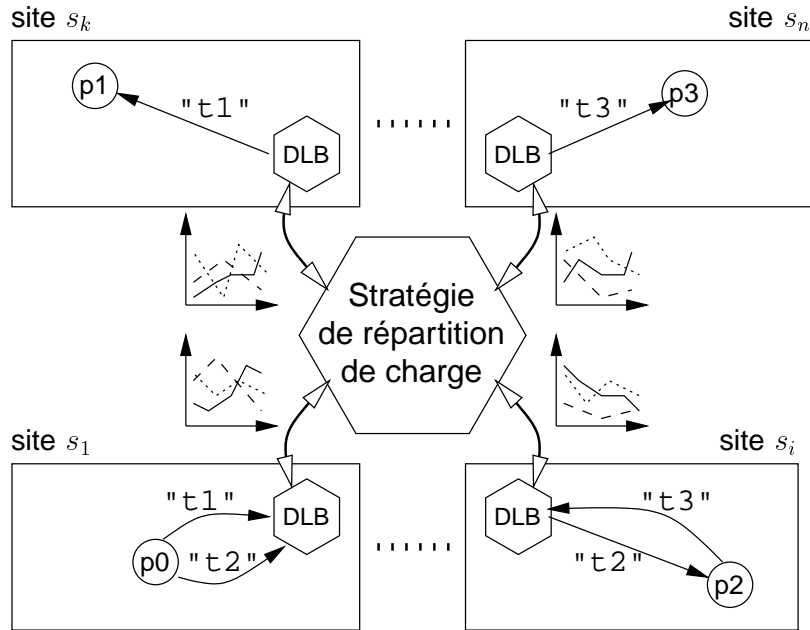 site s_k
site s_n
p1
"t1"
DLB
"t3"
p3
DLB
Stratégie
de répartition
de charge
site s_1
site s_i
"t1"
DLB
p0
"t2"
DLB
"t3"
"t2"
p2